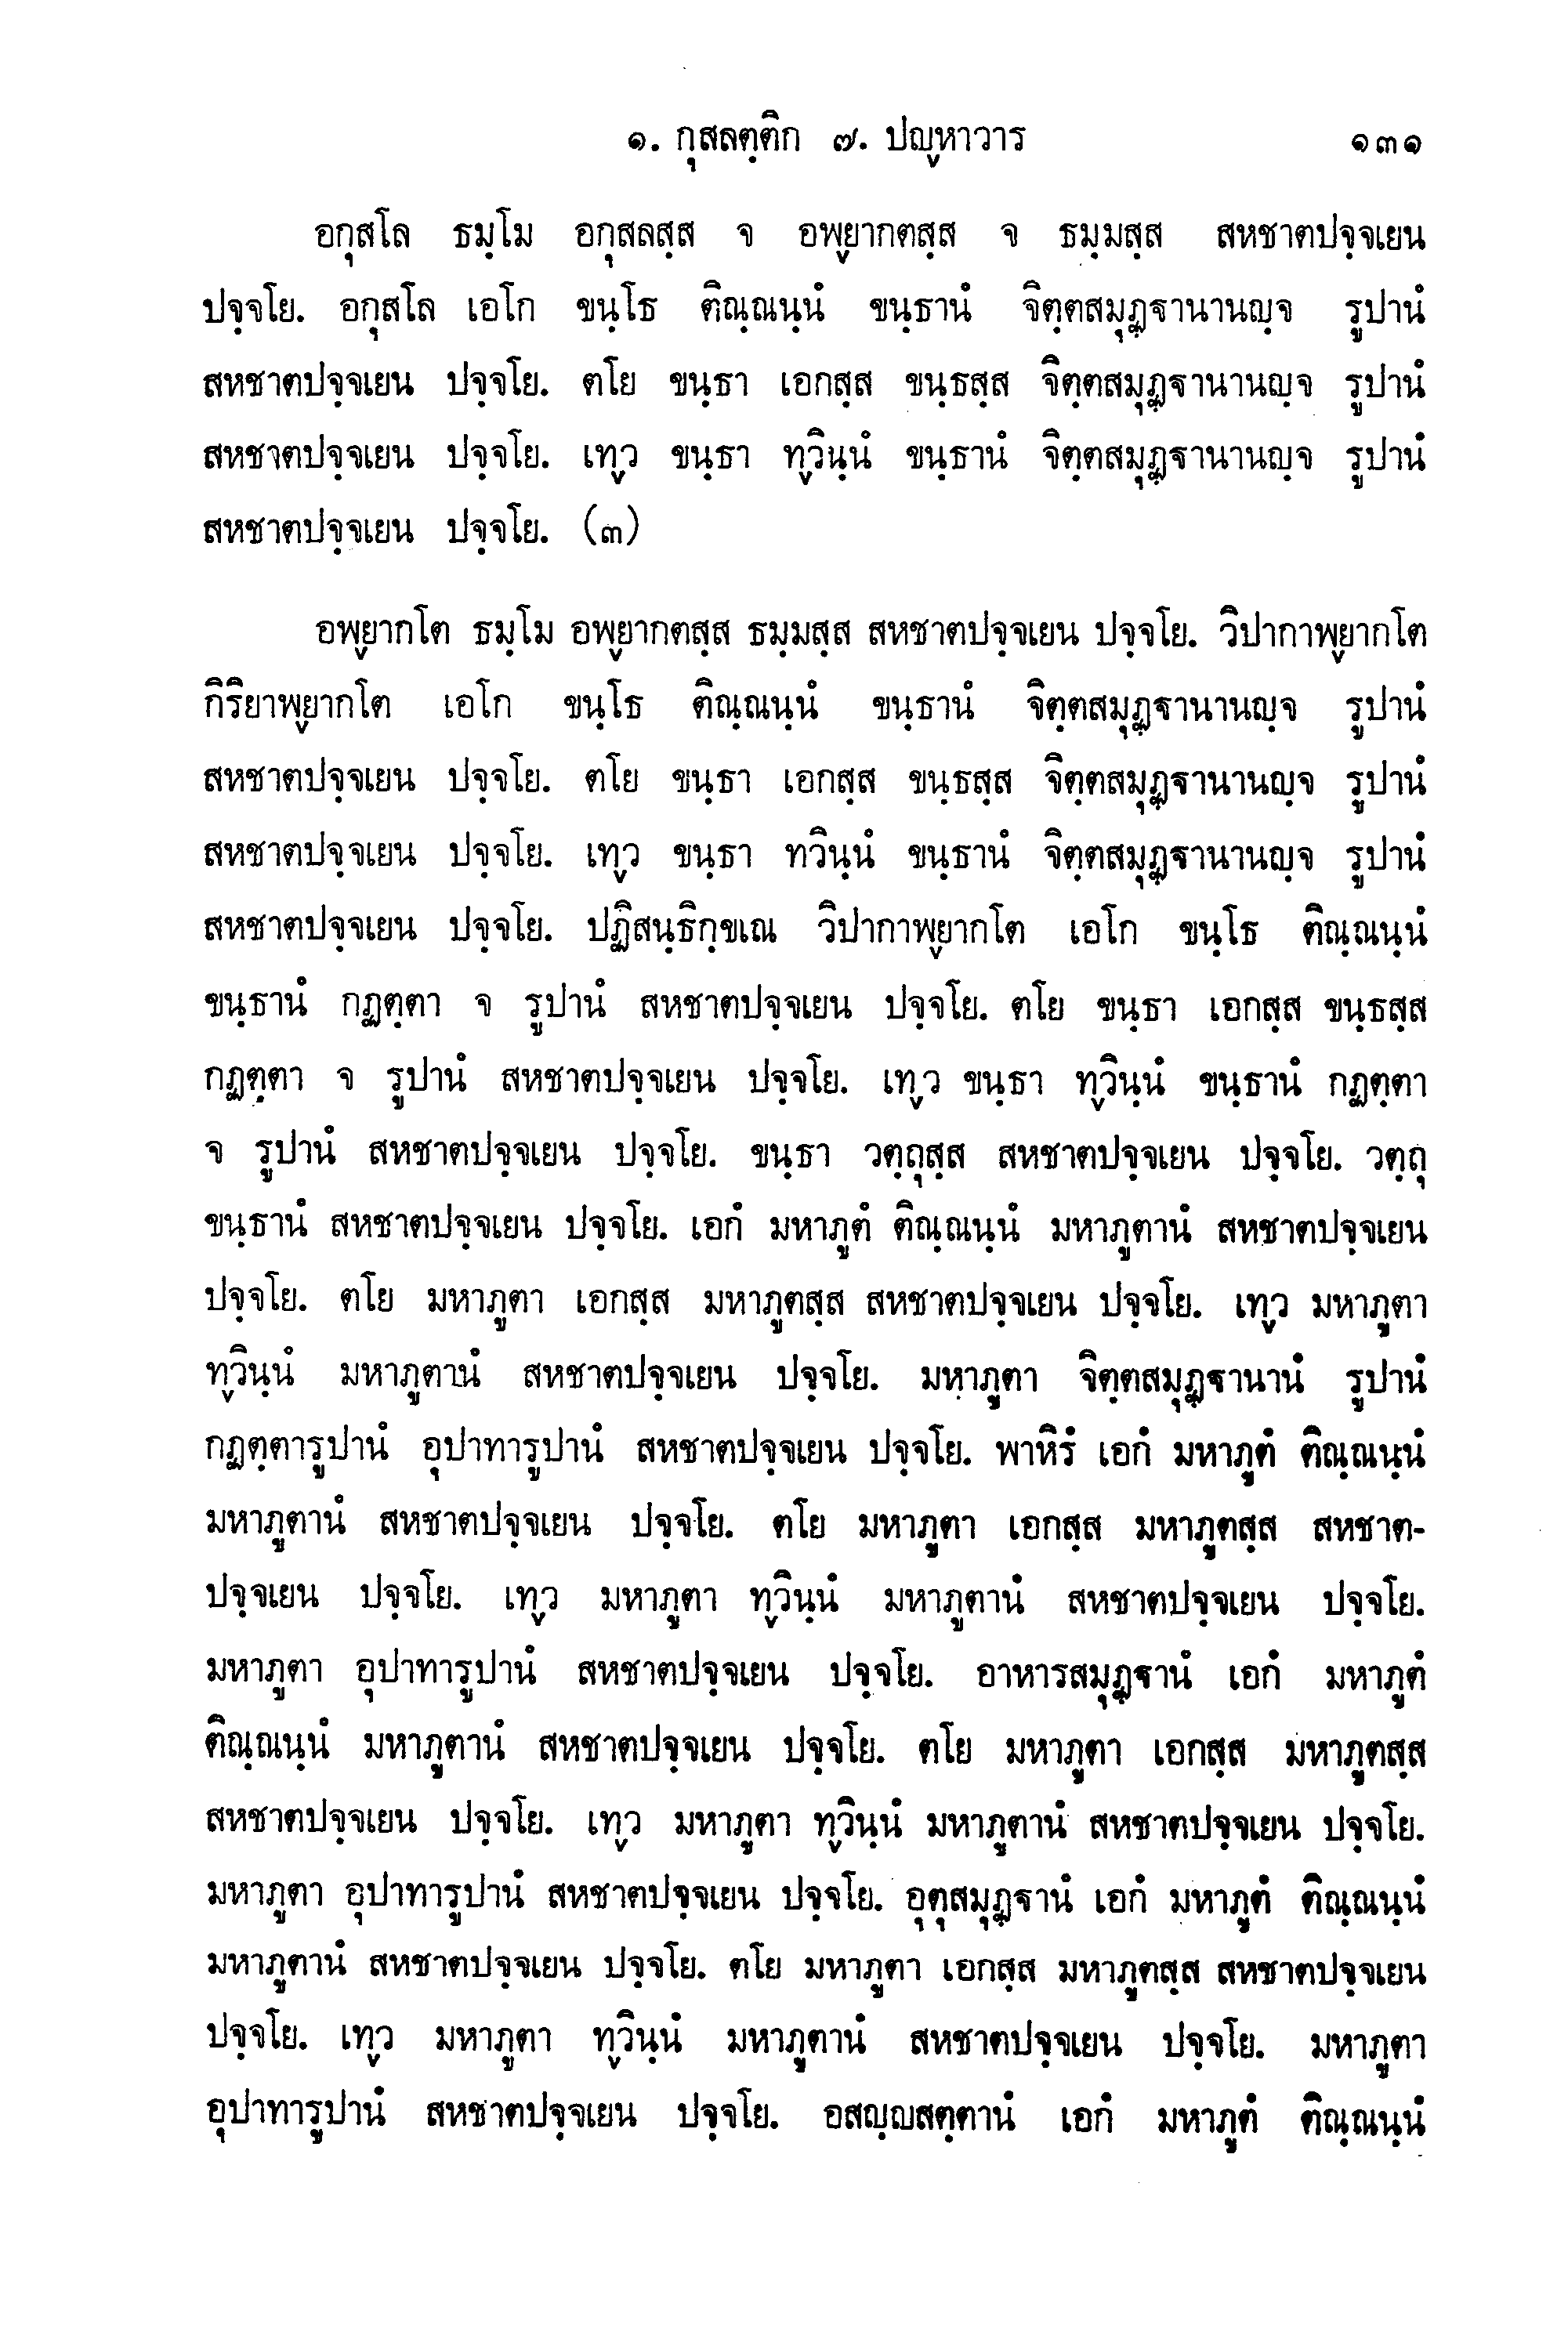 ๑. กุสลตฺติก ๗. ปญฺหาวาร ๑๓๑
อกุสโล ธมฺโม อกุสลสฺส จ อพฺยากตสฺส จ ธมฺมสฺส สหชาตปจฺจเยน
ปจฺจโย. อกุสโล เอโก ขนฺโธ ติณฺณนฺนํ ขนฺธานํ จิตฺตสมุฏฺฐานานญฺจ รูปานํ
สหชาตปจฺจเยน ปจฺจโย. ตโย ขนฺธา เอกสฺส ขนฺธสฺส จิตฺตสมุฏฺฐานานญฺจ รูปานํ
สหชาตปจฺจเยน ปจฺจโย. เทฺว ขนฺธา ทฺวินฺนํ ขนฺธานํ จิตฺตสมุฏฺฐานานญฺจ รูปานํ
สหชาตปจฺจเยน ปจฺจโย. (๓)
อพฺยากโต ธมฺโม อพฺยากตสฺส ธมฺมสฺส สหชาตปจฺจเยน ปจฺจโย. วิปากาพฺยากโต
กิริยาพฺยากโต เอโก ขนฺโธ ติณฺณนฺนํ ขนฺธานํ จิตฺตสมุฏฺฐานานญฺจ รูปานํ
สหชาตปจฺจเยน ปจฺจโย. ตโย ขนฺธา เอกสฺส ขนฺธสฺส จิตฺตสมุฏฺฐานานญฺจ รูปานํ
สหชาตปจฺจเยน ปจฺจโย. เทฺว ขนฺธา ทวินฺนํ ขนฺธานํ จิตฺตสมุฏฺฐานานญฺจ รูปานํ
สหชาตปจฺจเยน ปจฺจโย. ปฏิสนฺธิกฺขเณ วิปากาพฺยากโต เอโก ขนฺโธ ติณฺณนฺนํ
ขนฺธานํ กฏตฺตา จ รูปานํ สหชาตปจฺจเยน ปจฺจโย. ตโย ขนฺธา เอกสฺส ขนฺธสฺส
กฏตฺตา จ รูปานํ สหชาตปจฺจเยน ปจฺจโย. เทฺว ขนฺธา ทฺวินฺนํ ขนฺธานํ กฏตฺตา
จ รูปานํ สหชาตปจฺจเยน ปจฺจโย. ขนฺธา วตฺถุสฺส สหชาตปจฺจเยน ปจฺจโย. วตฺถุ
ขนฺธานํ สหชาตปจฺจเยน ปจฺจโย. เอกํ มหาภูตํ ติณฺณนฺนํ มหาภูตานํ สหชาตปจฺจเยน
ปจฺจโย. ตโย มหาภูตา เอกสฺส มหาภูตสฺส สหชาตปจฺจเยน ปจฺจโย. เทฺว มหาภูตา
ทฺวินฺนํ มหาภูตานํ สหชาตปจฺจเยน ปจฺจโย. มหาภูตา จิตฺตสมุฏฺฐานานํ รูปานํ
กฏตฺตารูปานํ อุปาทารูปานํ สหชาตปจฺจเยน ปจฺจโย. พาหิรํ เอกํ มหาภูตํ ติณฺณนฺนํ
มหาภูตานํ สหชาตปจฺจเยน ปจฺจโย. ตโย มหาภูตา เอกสฺส มหาภูตสฺส สหชาต-
ปจฺจเยน ปจฺจโย. เทฺว มหาภูตา ทฺวินฺนํ มหาภูตานํ สหชาตปจฺจเยน ปจฺจโย.
มหาภูตา อุปาทารูปานํ สหชาตปจฺจเยน ปจฺจโย. อาหารสมุฏฺฐานํ เอกํ มหาภูตํ
ติณฺณนฺนํ มหาภูตานํ สหชาตปจฺจเยน ปจฺจโย. ตโย มหาภูตา เอกสฺส มหาภูตสฺส
สหชาตปจฺจเยน ปจฺจโย. เทฺว มหาภูตา ทฺวินฺนํ มหาภูตานํ สหชาตปจฺจเยน ปจฺจโย.
มหาภูตา อุปาทารูปานํ สหชาตปจฺจเยน ปจฺจโย. อุตุสมุฏฺฐานํ เอกํ มหาภูตํ ติณฺณนฺนํ
มหาภูตานํ สหชาตปจฺจเยน ปจฺจโย. ตโย มหาภูตา เอกสฺส มหาภูตสฺส สหชาตปจฺจเยน
ปจฺจโย. เทฺว มหาภูตา ทฺวินฺนํ มหาภูตานํ สหชาตปจฺจเยน ปจฺจโย. มหาภูตา
อุปาทารูปานํ สหชาตปจฺจเยน ปจฺจโย. อสญฺญสตฺตานํ เอกํ มหาภูตํ ติณฺณนฺนํ